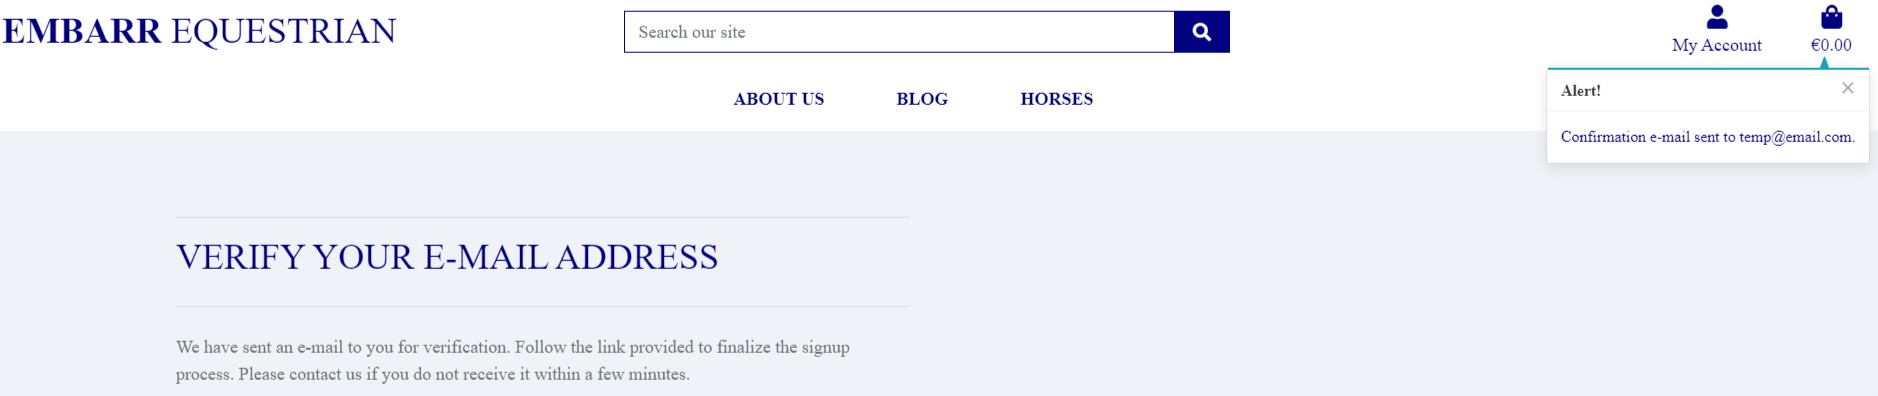 EMBARR EQUESTRIAN
Search our site
My Account
€0.00
ABOUT US
BLOG
HORSES
Alert!
Confirmation e-mail sent to temp@email.com.
VERIFY YOUR E-MAIL ADDRESS
We have sent an e-mail to you for verification. Follow the link provided to finalize the signup
process. Please contact us if you do not receive it within a few minutes.